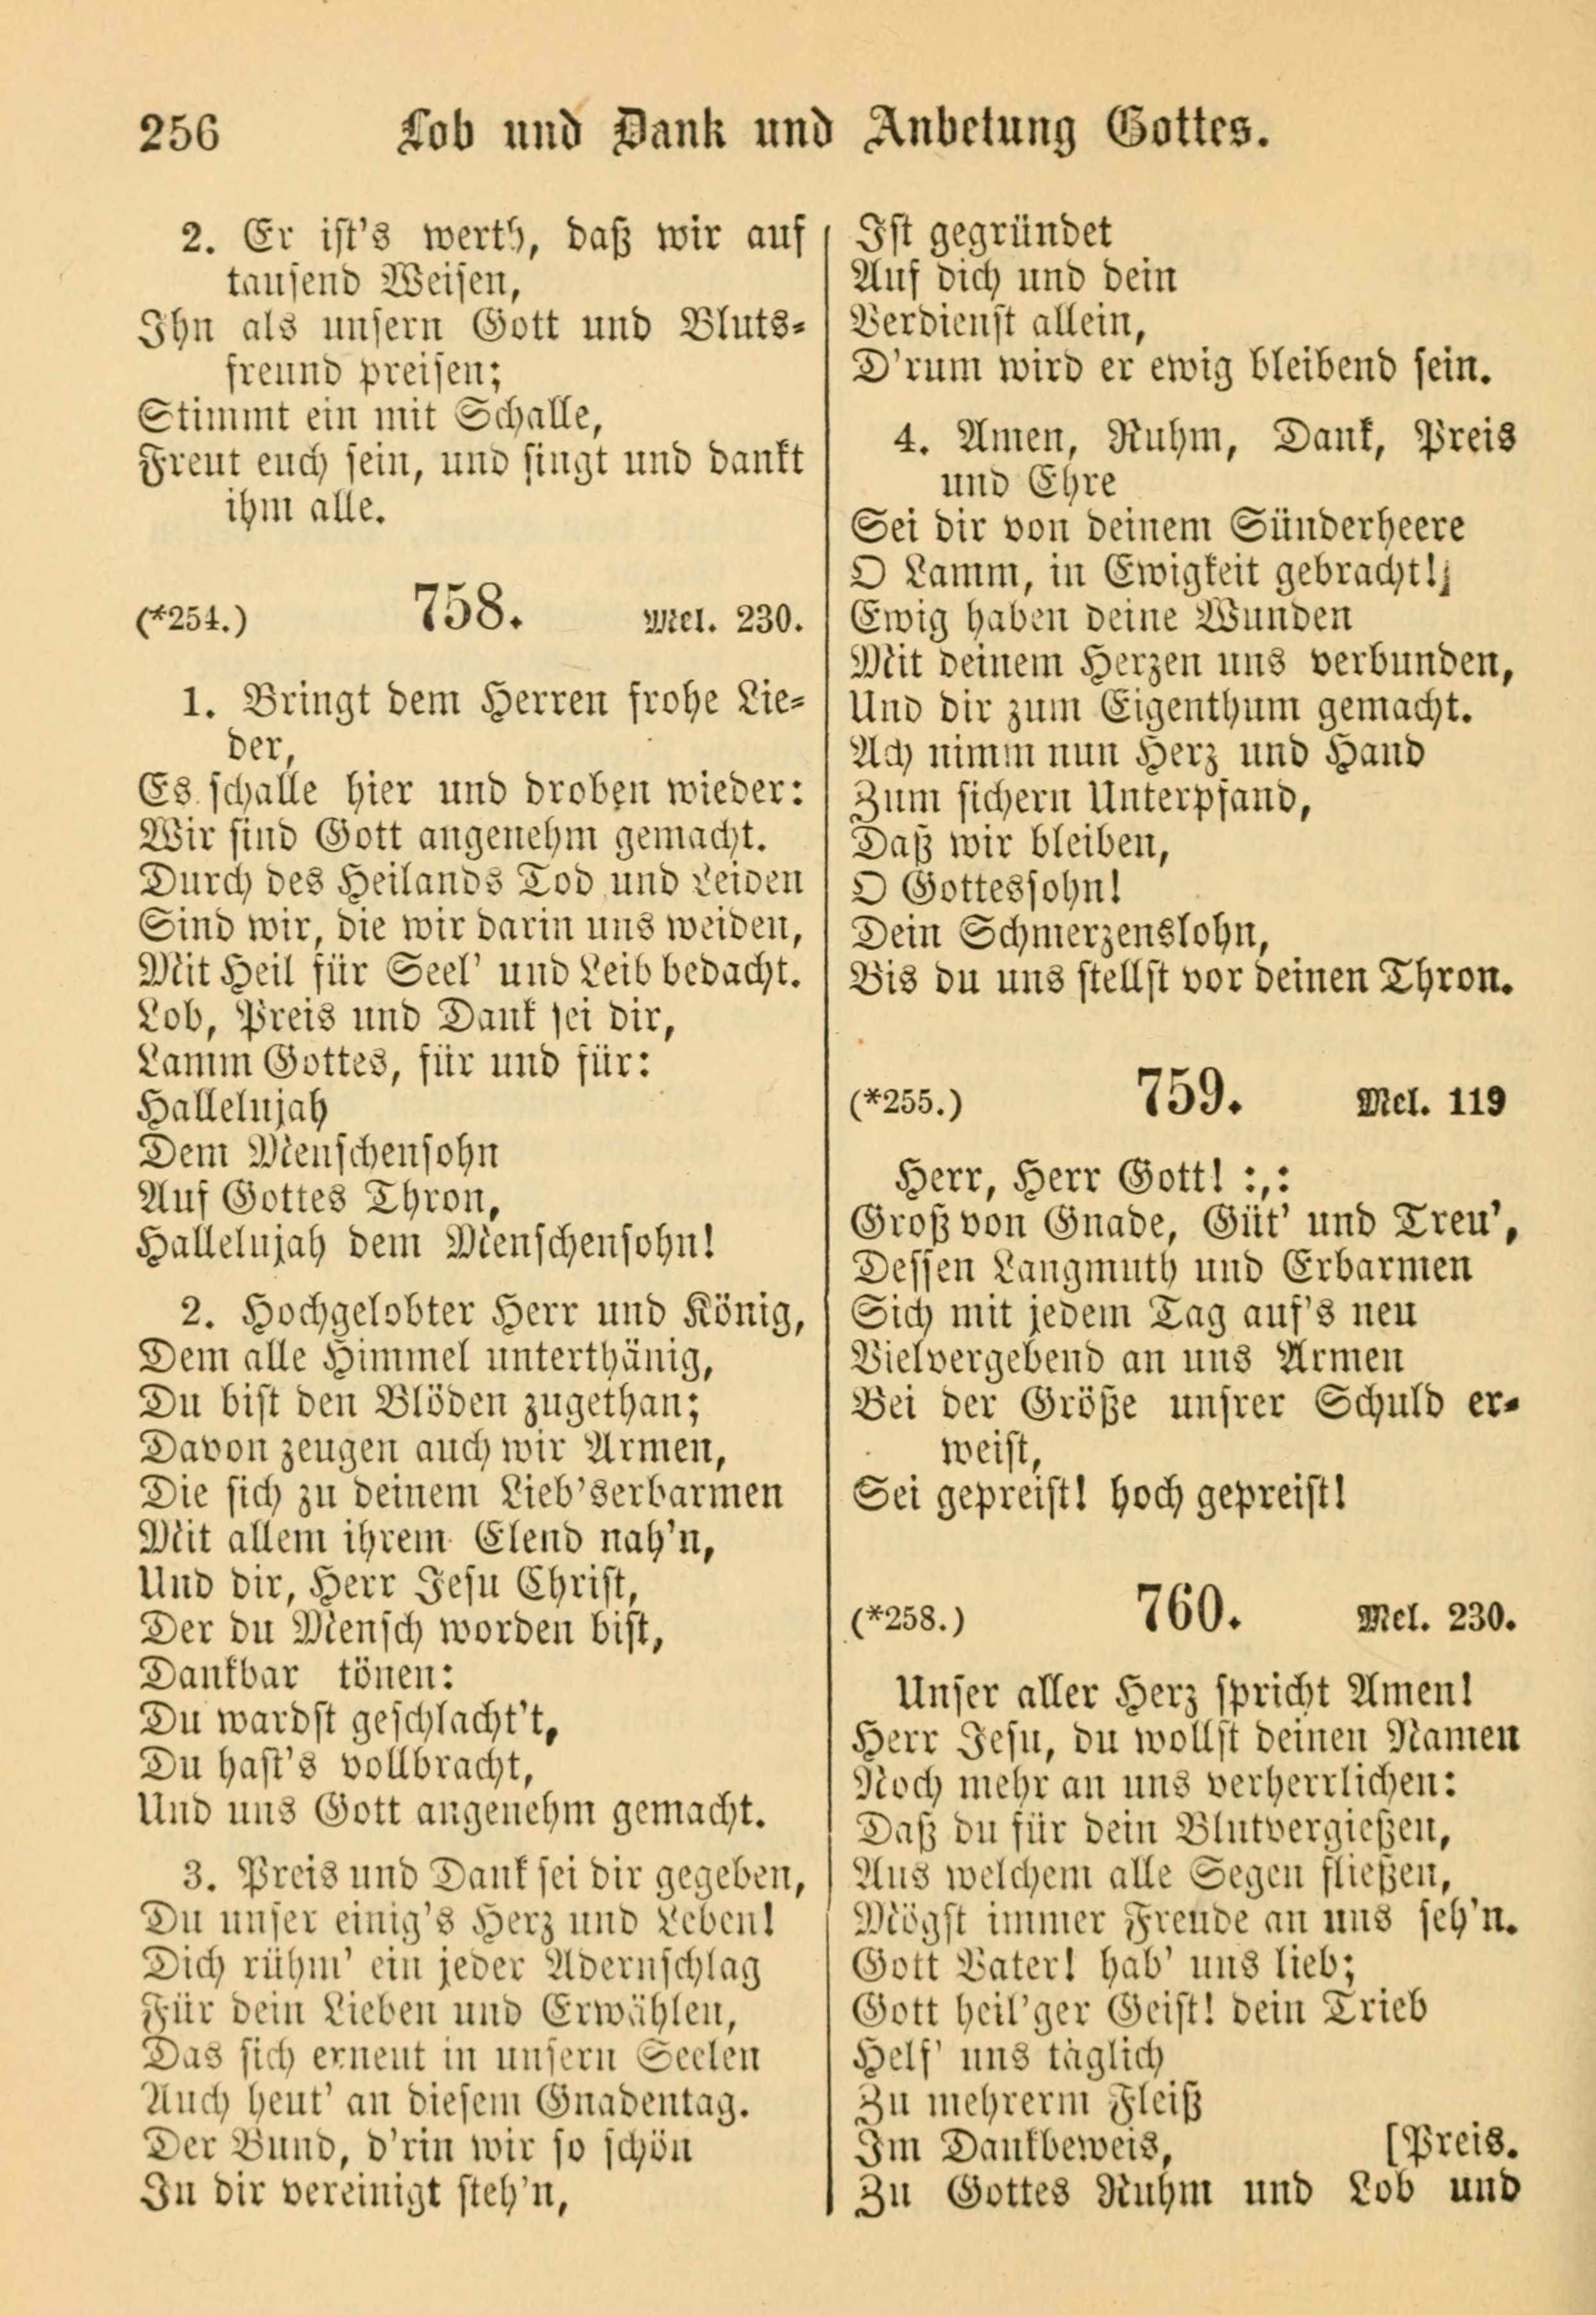 256 Lob und Dank und Anbetung Gottes.
2. Er ist's werth, daß wir auf
tausend Weisen,
Ihn als unsern Gott und Bluts-
freund preisen;
Stimmt ein mit Schalle,
Freut euch sein, und singt und dankt
ihm alle.
(*254.) 758. Mel. 230.
1. Bringt dem Herren frohe Lie-
der,
Es schalle hier und droben wieder:
Wir sind Gott angenehm gemacht.
Durch des Heilands Tod und Leiden
Sind wir, die wir darin uns weiden,
Mit Heil für Seel' und Leib bedacht.
Lob, Preis und Dank sei dir,
Lamm Gottes, für und für:
Hallelujah
Dem Menschensohn
Auf Gottes Thron,
Hallelujah dem Menschensohn!
2. Hochgelobter Herr und König,
Dem alle Himmel unterthänig,
Du bist den Blöden zugethan;
Davon zeugen auch wir Armen,
Die sich zu deinem Lieb'serbarmen
Mit allem ihrem Elend nah'n,
Und dir, Herr Jesu Christ,
Der du Mensch worden bist,
Dankbar tönen:
Du wardst geschlacht't,
Du hast's vollbracht,
Und uns Gott angenehm gemacht.
3. Preis und Dank sei dir gegeben,
Du unser einig's Herz und Leben!
Dich rühm' ein jeder Adernschlag
Für dein Lieben und Erwählen,
Das sich erneut in unsern Seelen
Auch heut' an diesem Gnadentag.
Der Bund, d'rin wir so schön
In dir vereinigt steh'n,
Ist gegründet
Auf dich und dein
Verdienst allein,
D'rum wird er ewig bleibend sein.
4. Amen, Ruhm, Dank, Preis
und Ehre
Sei dir von deinem Sünderheere
O Lamm, in Ewigkeit gebracht!
Ewig haben deine Wunden
Mit deinem Herzen uns verbunden,
Und dir zum Eigenthum gemacht.
Ach nimm nun Herz und Hand
Zum sichern Unterpfand,
Daß wir bleiben,
O Gottessohn!
Dein Schmerzenslohn,
Bis du uns stellst vor deinen Thron.
(*255.) 759. Mel. 119
Herr, Herr Gott! :,:
Groß von Gnade, Güt' und Treu',
Dessen Langmuth und Erbarmen
Sich mit jedem Tag auf's neu
Vielvergebend an uns Armen
Bei der Größe unsrer Schuld er-
weist,
Sei gepreist! hoch gepreist!
(*258.) 760. Mel. 230.
Unser aller Herz spricht Amen!
Herr Jesu, du wollst deinen Namen
Noch mehr an uns verherrlichen:
Daß du für dein Blutvergießen,
Aus welchem alle Segen fließen,
Mögst immer Freude an uns seh'n.
Gott Vater! hab' uns lieb;
Gott heil'ger Geist! dein Trieb
Helf' uns täglich
Zu mehrerm Fleiß
Im Dankbeweis, [Preis.
Zu Gottes Ruhm und Lob und